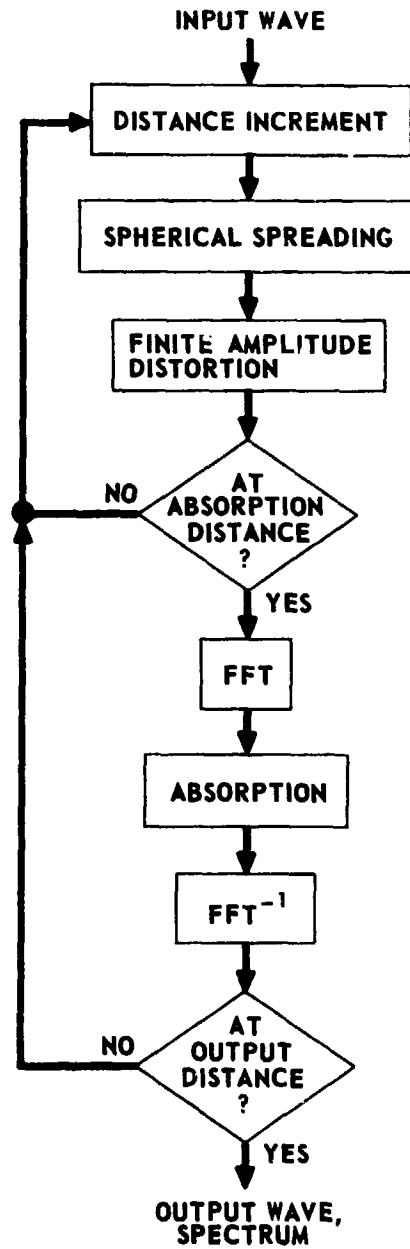 INPUT WAVE
DISTANCE INCREMENT
SPHERICAL SPREADING
FINITE AMPLITUDE
DISTORTION
AT
ABSORPTION
DISTANCE
?
NO
YES
FFT
ABSORPTION
FFT⁻¹
AT
OUTPUT
DISTANCE
?
NO
YES
OUTPUT WAVE,
SPECTRUM